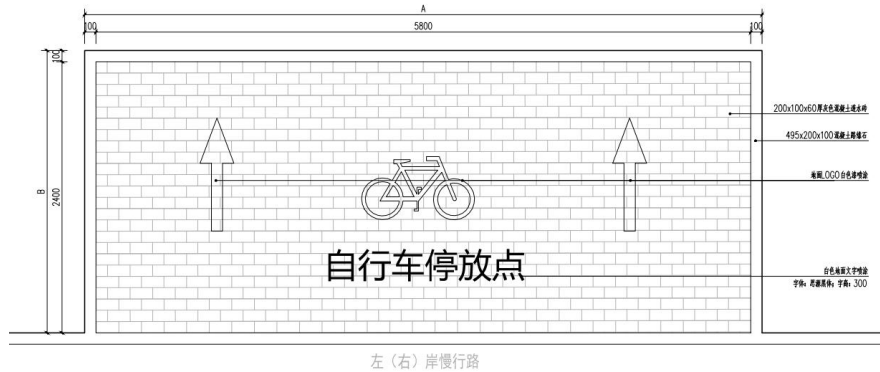 A
100
5800
100
100
B
2400
200x100x60厚灰色混凝土透水砖
495x200x100混凝土路缘石
地面LOGO白色漆喷涂
自行车停放点
白色地面文字喷涂
字体：思源黑体；字高：300
左（右）岸慢行路